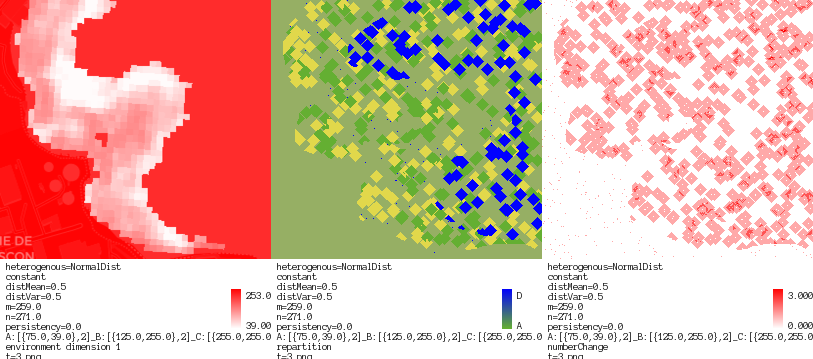 IE DE
SCON
heterogenous=NormalDist
constant
distMean=0.5
distVar=0.5
m=259.0
n=271.0
persistency=0.0
A:[{75.0,39.0},2]_B:[{125.0,255.0},2]_C:[{255.0,255.0
environment dimension 1
t=3.png
253.0
39.00
heterogenous=NormalDist
constant
distMean=0.5
distVar=0.5
m=259.0
n=271.0
persistency=0.0
A:[{75.0,39.0},2]_B:[{125.0,255.0},2]_C:[{255.0,255.0
repartition
t=3.png
D
A
heterogenous=NormalDist
constant
distMean=0.5
distVar=0.5
m=259.0
n=271.0
persistency=0.0
A:[{75.0,39.0},2]_B:[{125.0,255.0},2]_C:[{255.0,255.0
numberChange
t=3.png
3.000
0.000